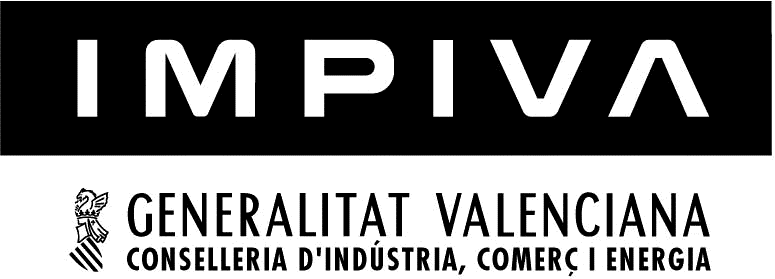 IMPIVA
GENERALITAT VALENCIANA
CONSELLERIA D'INDÚSTRIA, COMERÇ I ENERGIA